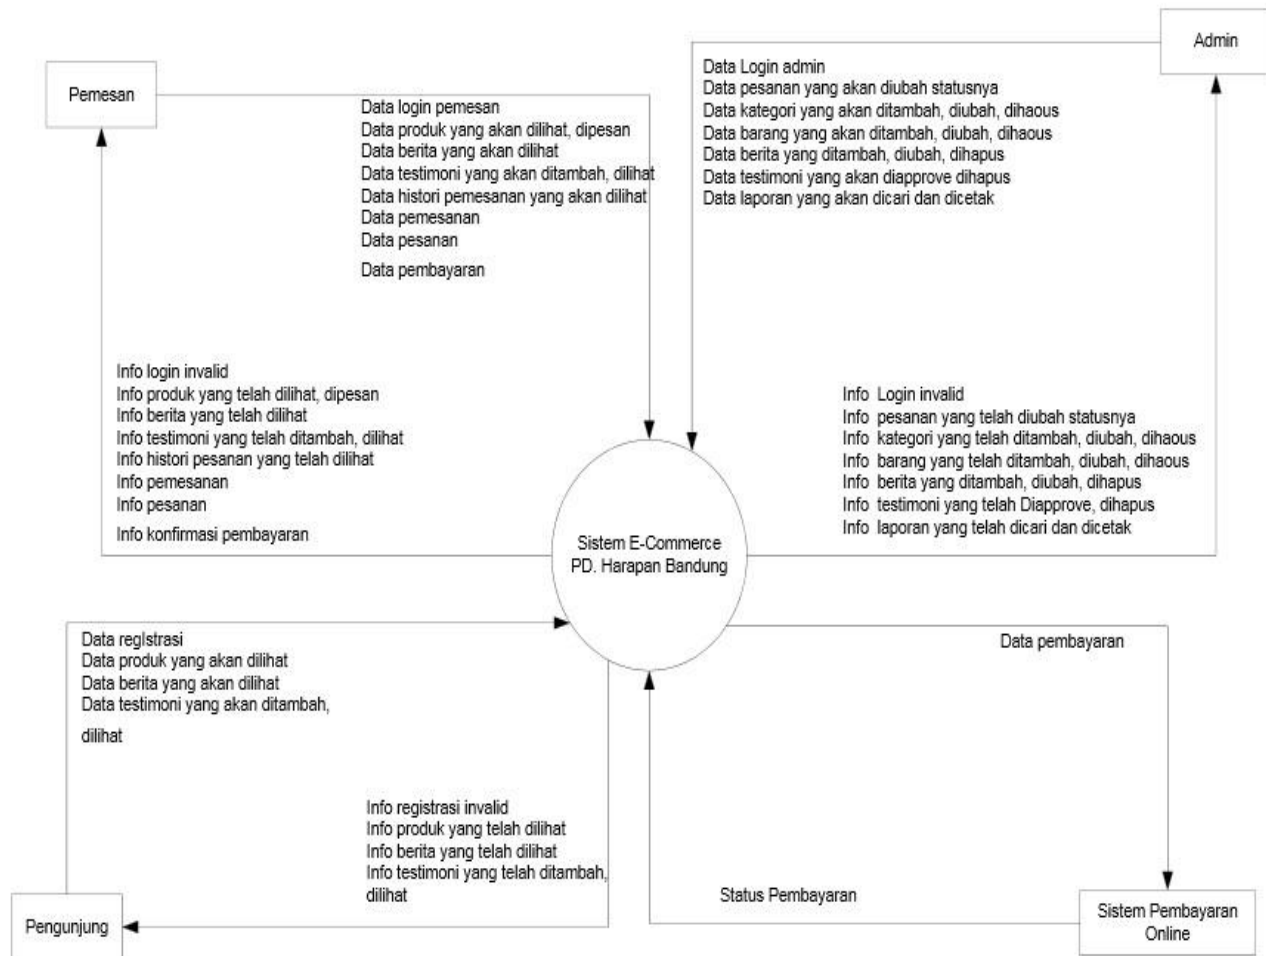 Admin
Pemesan
Data Login admin
Data pesanan yang akan diubah statusnya
Data kategori yang akan ditambah, diubah, dihaous
Data barang yang akan ditambah, diubah, dihaous
Data berita yang ditambah, diubah, dihapus
Data testimoni yang akan diapprove dihapus
Data laporan yang akan dicari dan dicetak
Data login pemesan
Data produk yang akan dilihat, dipesan
Data berita yang akan dilihat
Data testimoni yang akan ditambah, dilihat
Data histori pemesanan yang akan dilihat
Data pemesanan
Data pesanan
Data pembayaran
Info login invalid
Info produk yang telah dilihat, dipesan
Info berita yang telah dilihat
Info testimoni yang telah ditambah, dilihat
Info histori pesanan yang telah dilihat
Info pemesanan
Info pesanan
Info konfirmasi pembayaran
Info Login invalid
Info pesanan yang telah diubah statusnya
Info kategori yang telah ditambah, diubah, dihaous
Info barang yang telah ditambah, diubah, dihaous
Info berita yang ditambah, diubah, dihapus
Info testimoni yang telah Diapprove, dihapus
Info laporan yang telah dicari dan dicetak
Sistem E-Commerce
PD. Harapan Bandung
Data regIstrasi
Data produk yang akan dilihat
Data berita yang akan dilihat
Data testimoni yang akan ditambah,
dilihat
Data pembayaran
Info registrasi invalid
Info produk yang telah dilihat
Info berita yang telah dilihat
Info testimoni yang telah ditambah,
dilihat
Status Pembayaran
Pengunjung
Sistem Pembayaran
Online